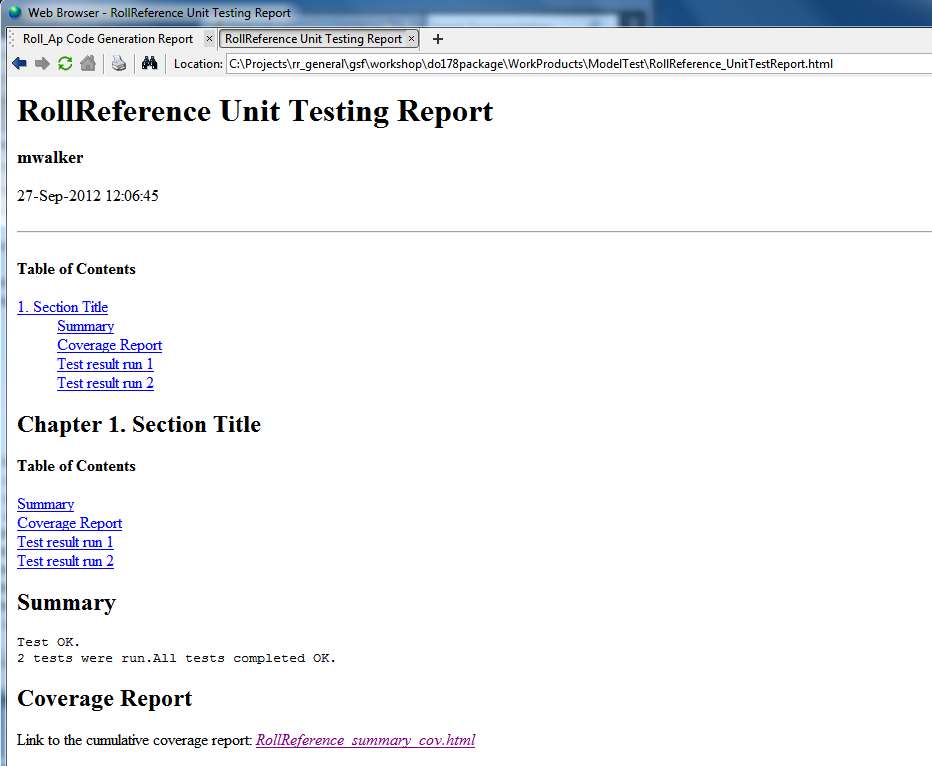 Web Browser - RollReference Unit Testing Report
Roll_Ap Code Generation Report × RollReference Unit Testing Report × +
Location: C:\Projects\rr_general\gsf\workshop\do178package\WorkProducts\ModelTest\RollReference_UnitTestReport.html
RollReference Unit Testing Report
mwalker
27-Sep-2012 12:06:45
Table of Contents
1. Section Title
Summary
Coverage Report
Test result run 1
Test result run 2
Chapter 1. Section Title
Table of Contents
Summary
Coverage Report
Test result run 1
Test result run 2
Summary
Test OK.
2 tests were run.All tests completed OK.
Coverage Report
Link to the cumulative coverage report: RollReference_summary_cov.html